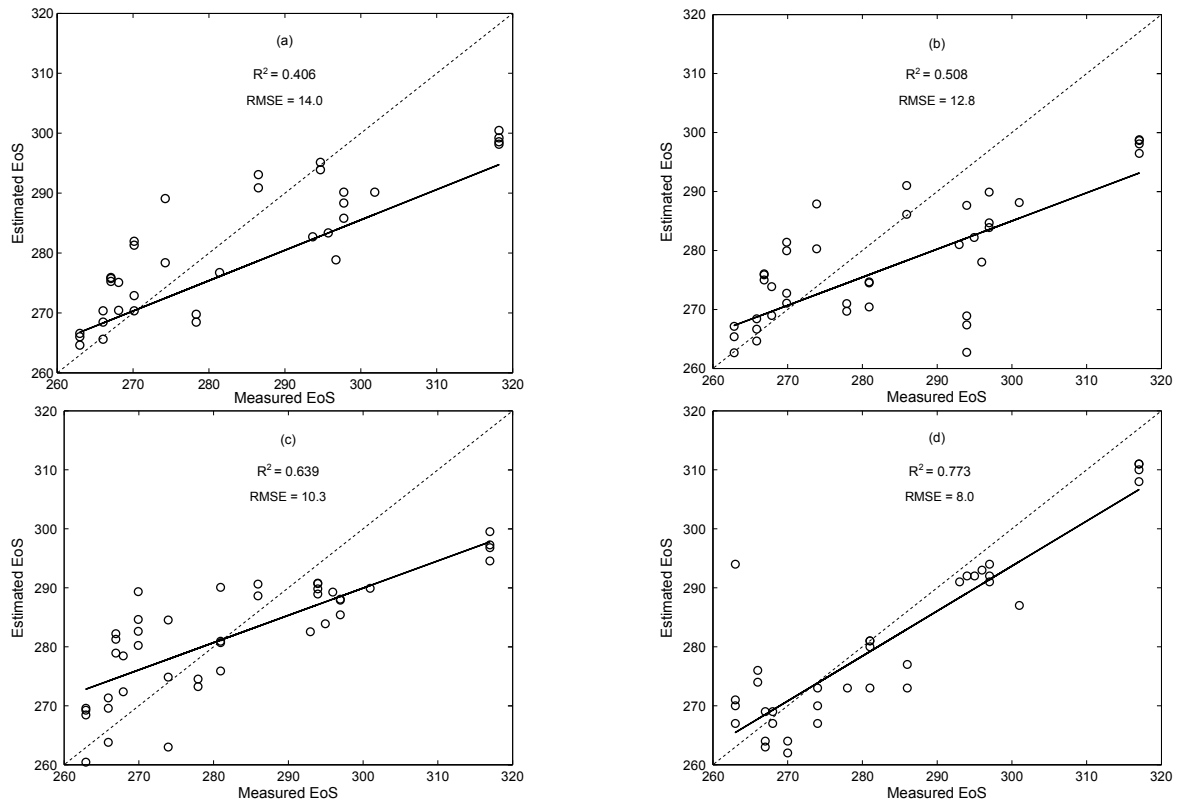 320
310
300
290
280
270
260
Estimated EoS
(a)
R² = 0.406
RMSE = 14.0
260 270 280 290 300 310 320
Measured EoS
320
310
300
290
280
270
260
Estimated EoS
(b)
R² = 0.508
RMSE = 12.8
260 270 280 290 300 310 320
Measured EoS
320
310
300
290
280
270
260
Estimated EoS
(c)
R² = 0.639
RMSE = 10.3
260 270 280 290 300 310 320
Measured EoS
320
310
300
290
280
270
260
Estimated EoS
(d)
R² = 0.773
RMSE = 8.0
260 270 280 290 300 310 320
Measured EoS